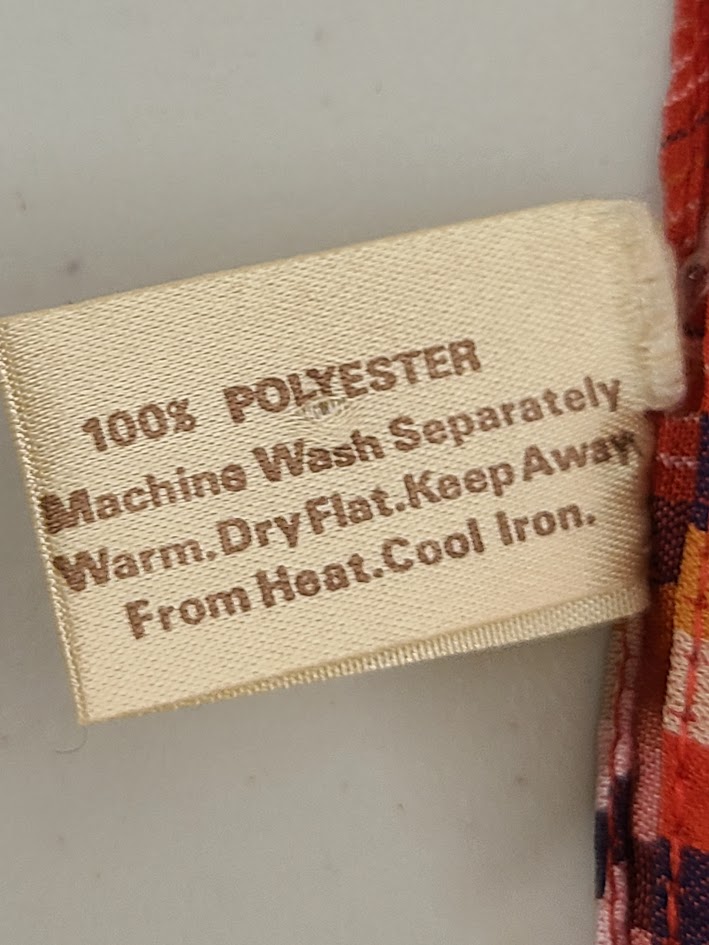 100% POLYESTER
Machine Wash Separately
Warm.Dry Flat.Keep Away
From Heat.Cool Iron.